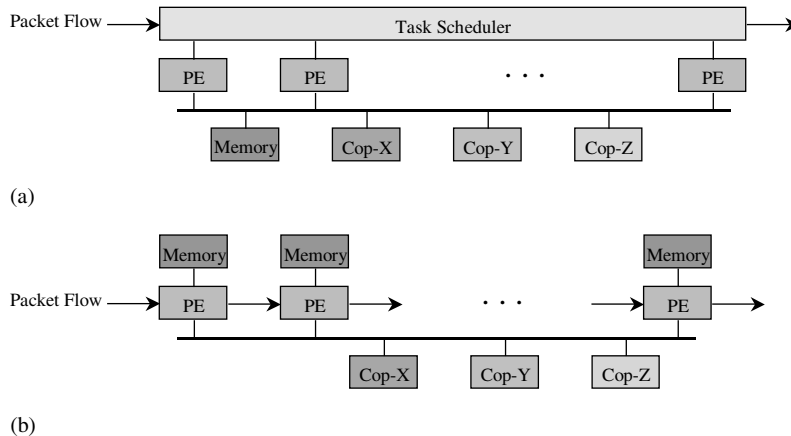 Packet Flow
Task Scheduler
PE PE . . . PE
Memory Cop-X Cop-Y Cop-Z
(a)
Memory Memory Memory
Packet Flow PE PE . . . PE
Cop-X Cop-Y Cop-Z
(b)